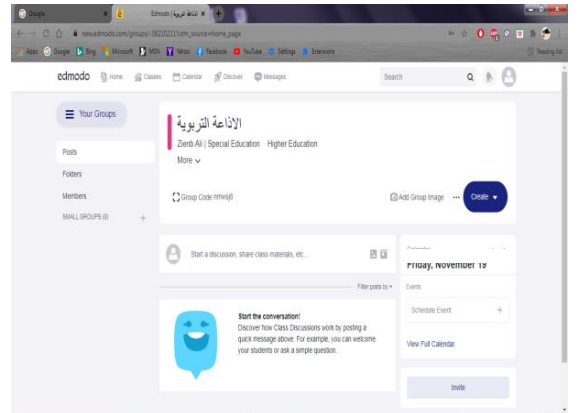 Google
Edmodo | الاذاعة التربوية
new.edmodo.com/groups/-38210211?utm_source=home_page
Apps Google Bing Microsoft MSN Yahoo Facebook YouTube Settings Extensions Reading list
edmodo Home Classes Calendar Discover Messages Search
Your Groups
الاذاعة التربوية
Zienb Ali | Special Education Higher Education
More
Posts
Folders
Members
SMALL GROUPS (0) +
Group Code
Add Group Image ... Create
Start a discussion, share class materials, etc...
Filter posts by
Friday, November 19
Events
Schedule Event +
View Full Calendar
Invite
Start the conversation!
Discover how Class Discussions work by posting a
quick message above. For example, you can welcome
your students or ask a simple question.